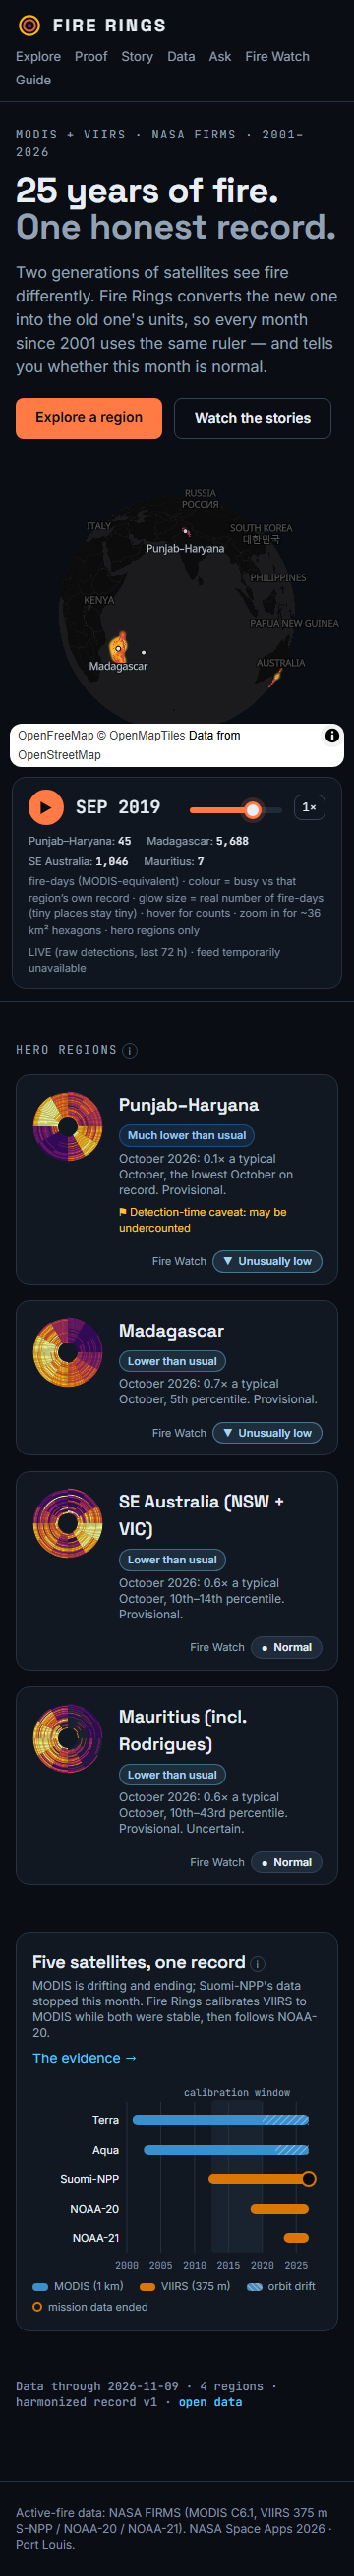 FIRE RINGS
Explore Proof Story Data Ask Fire Watch
Guide
MODIS + VIIRS · NASA FIRMS · 2001–
2026
25 years of fire.
One honest record.
Two generations of satellites see fire
differently. Fire Rings converts the new one
into the old one's units, so every month
since 2001 uses the same ruler — and tells
you whether this month is normal.
Explore a region
Watch the stories
RUSSIA
РОССИЯ
ITALY
SOUTH KOREA
대한민국
Punjab–Haryana
PHILIPPINES
KENYA
PAPUA NEW GUINEA
AUSTRALIA
Madagascar
OpenFreeMap © OpenMapTiles Data from
OpenStreetMap
SEP 2019
1×
Punjab–Haryana: 45 Madagascar: 5,688
SE Australia: 1,046 Mauritius: 7
fire-days (MODIS-equivalent) · colour = busy vs that
region's own record · glow size = real number of fire-days
(tiny places stay tiny) · hover for counts · zoom in for ~36
km² hexagons · hero regions only
LIVE (raw detections, last 72 h) · feed temporarily
unavailable
HERO REGIONS
Punjab–Haryana
Much lower than usual
October 2026: 0.1× a typical
October, the lowest October on
record. Provisional.
⚑ Detection-time caveat: may be
undercounted
Fire Watch ▼ Unusually low
Madagascar
Lower than usual
October 2026: 0.7× a typical
October, 5th percentile. Provisional.
Fire Watch ▼ Unusually low
SE Australia (NSW +
VIC)
Lower than usual
October 2026: 0.6× a typical
October, 10th–14th percentile.
Provisional.
Fire Watch ● Normal
Mauritius (incl.
Rodrigues)
Lower than usual
October 2026: 0.6× a typical
October, 10th–43rd percentile.
Provisional. Uncertain.
Fire Watch ● Normal
Five satellites, one record
MODIS is drifting and ending; Suomi-NPP's data
stopped this month. Fire Rings calibrates VIIRS to
MODIS while both were stable, then follows NOAA-
20.
The evidence →
calibration window
Terra
Aqua
Suomi-NPP
NOAA-20
NOAA-21
2000 2005 2010 2015 2020 2025
MODIS (1 km) VIIRS (375 m) orbit drift
mission data ended
Data through 2026-11-09 · 4 regions ·
harmonized record v1 · open data
Active-fire data: NASA FIRMS (MODIS C6.1, VIIRS 375 m
S-NPP / NOAA-20 / NOAA-21). NASA Space Apps 2026 ·
Port Louis.